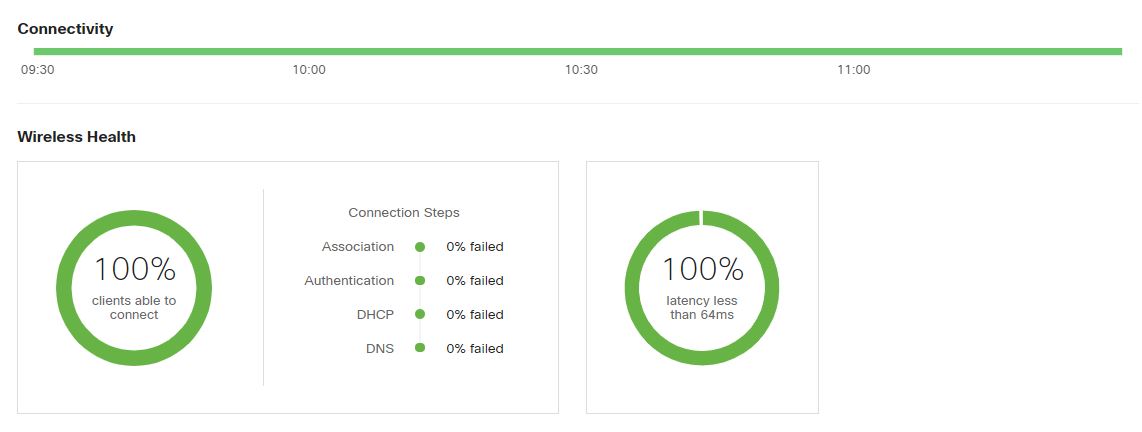 Connectivity
09:30 10:00 10:30 11:00
Wireless Health
100%
clients able to
connect
Connection Steps
Association 0% failed
Authentication 0% failed
DHCP 0% failed
DNS 0% failed
100%
latency less
than 64ms